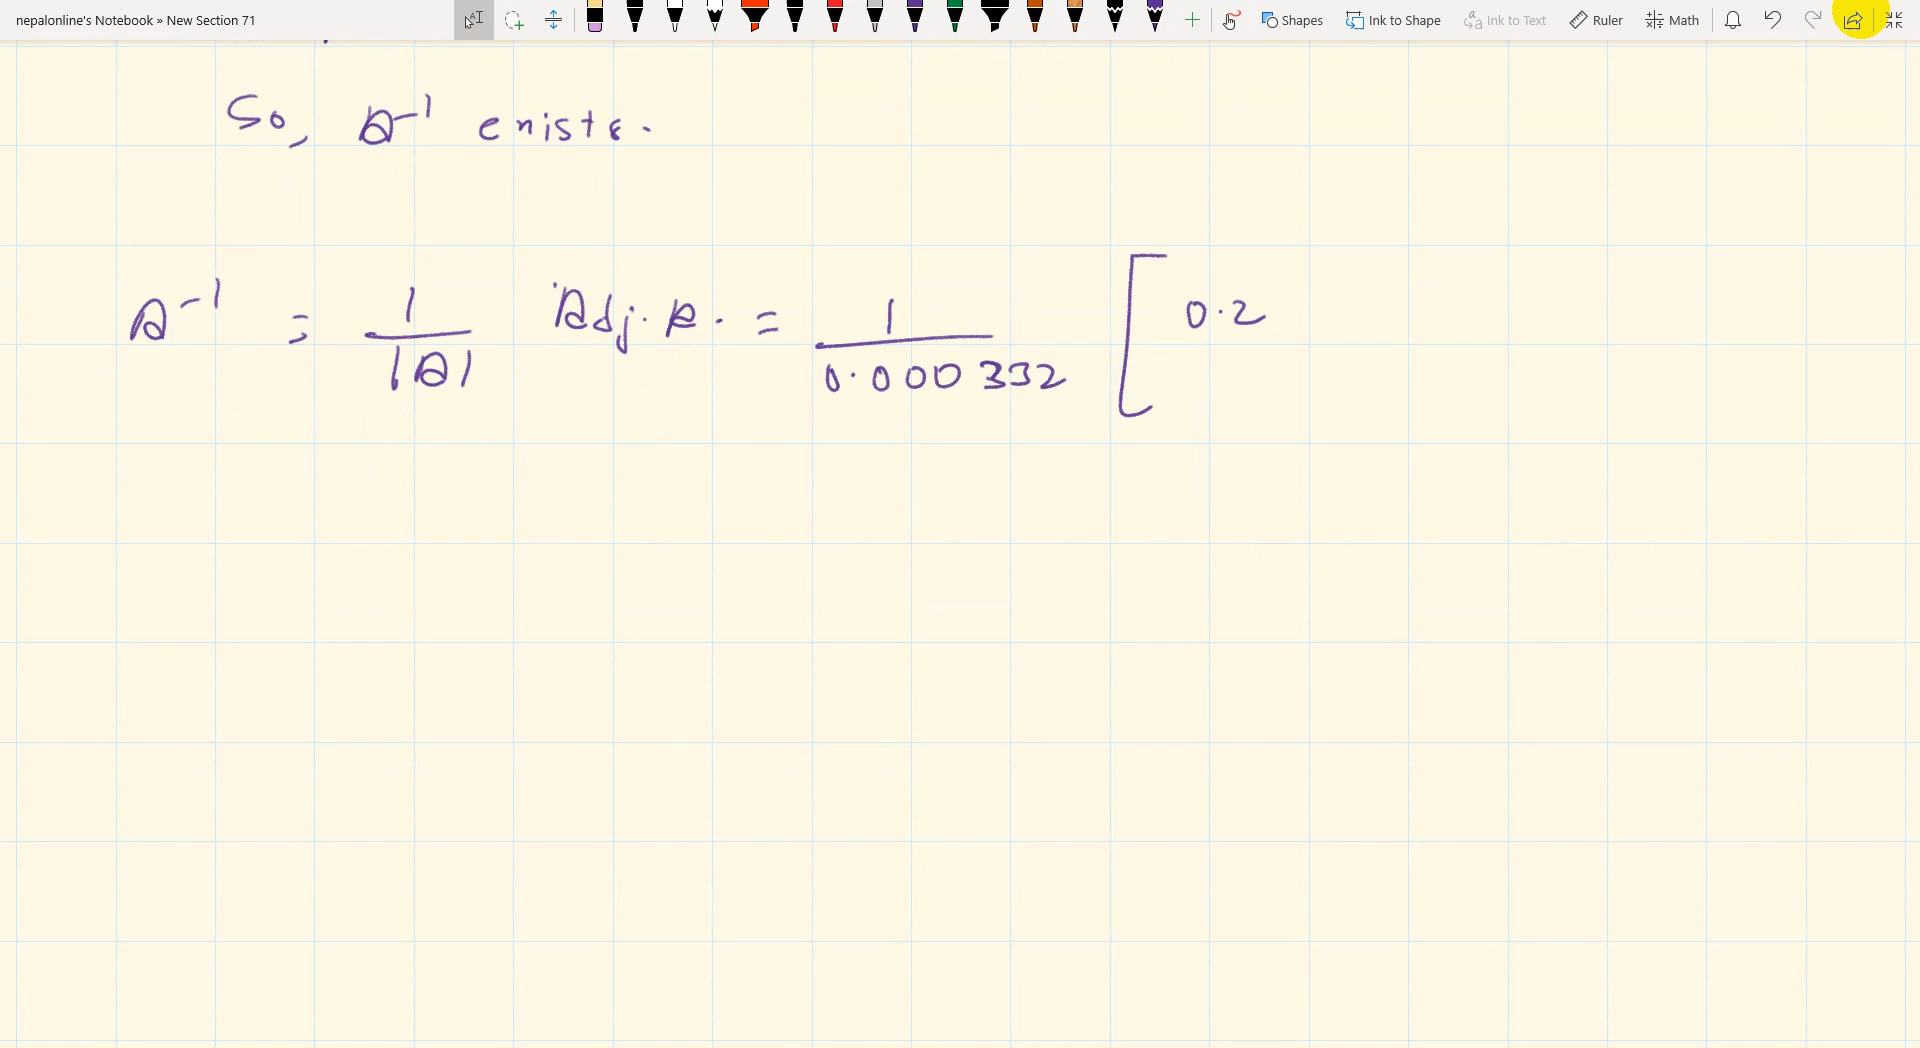 nepalonline's Notebook » New Section 71
Shapes Ink to Shape Ink to Text Ruler Math
So, A⁻¹ exists.
A⁻¹ = 1/|A| Adj. A. = 1/0.000332 [ 0.2